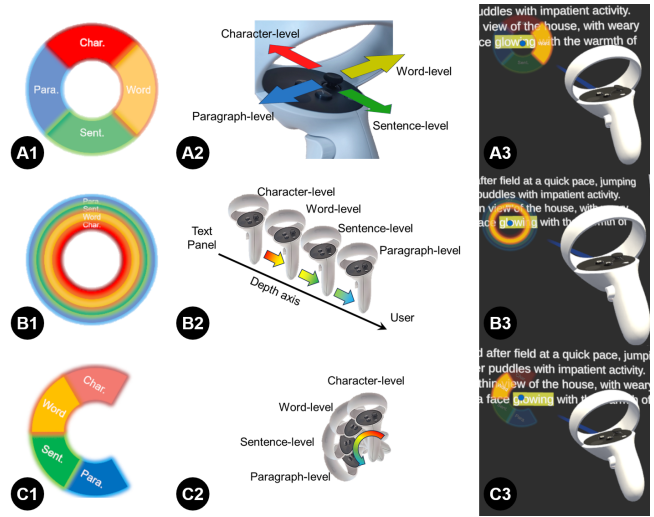 Char.
Para.
Word
Sent.
A1
Character-level
Word-level
Paragraph-level
Sentence-level
A2
puddles with impatient activity.
view of the house, with weary
ce glowing with the warmth of
A3
Para.
Sent.
Word
Char.
B1
Character-level
Word-level
Sentence-level
Paragraph-level
Text
Panel
Depth axis
User
B2
after field at a quick pace, jumping
puddles with impatient activity.
view of the house, with
glowing with the warmth of
B3
Char.
Word
Sent.
Para.
C1
Character-level
Word-level
Sentence-level
Paragraph-level
C2
d after field at a quick pace, jumpi
er puddles with impatient activity.
thin view of the house, with weary
a face glowing with the warmth of
C3